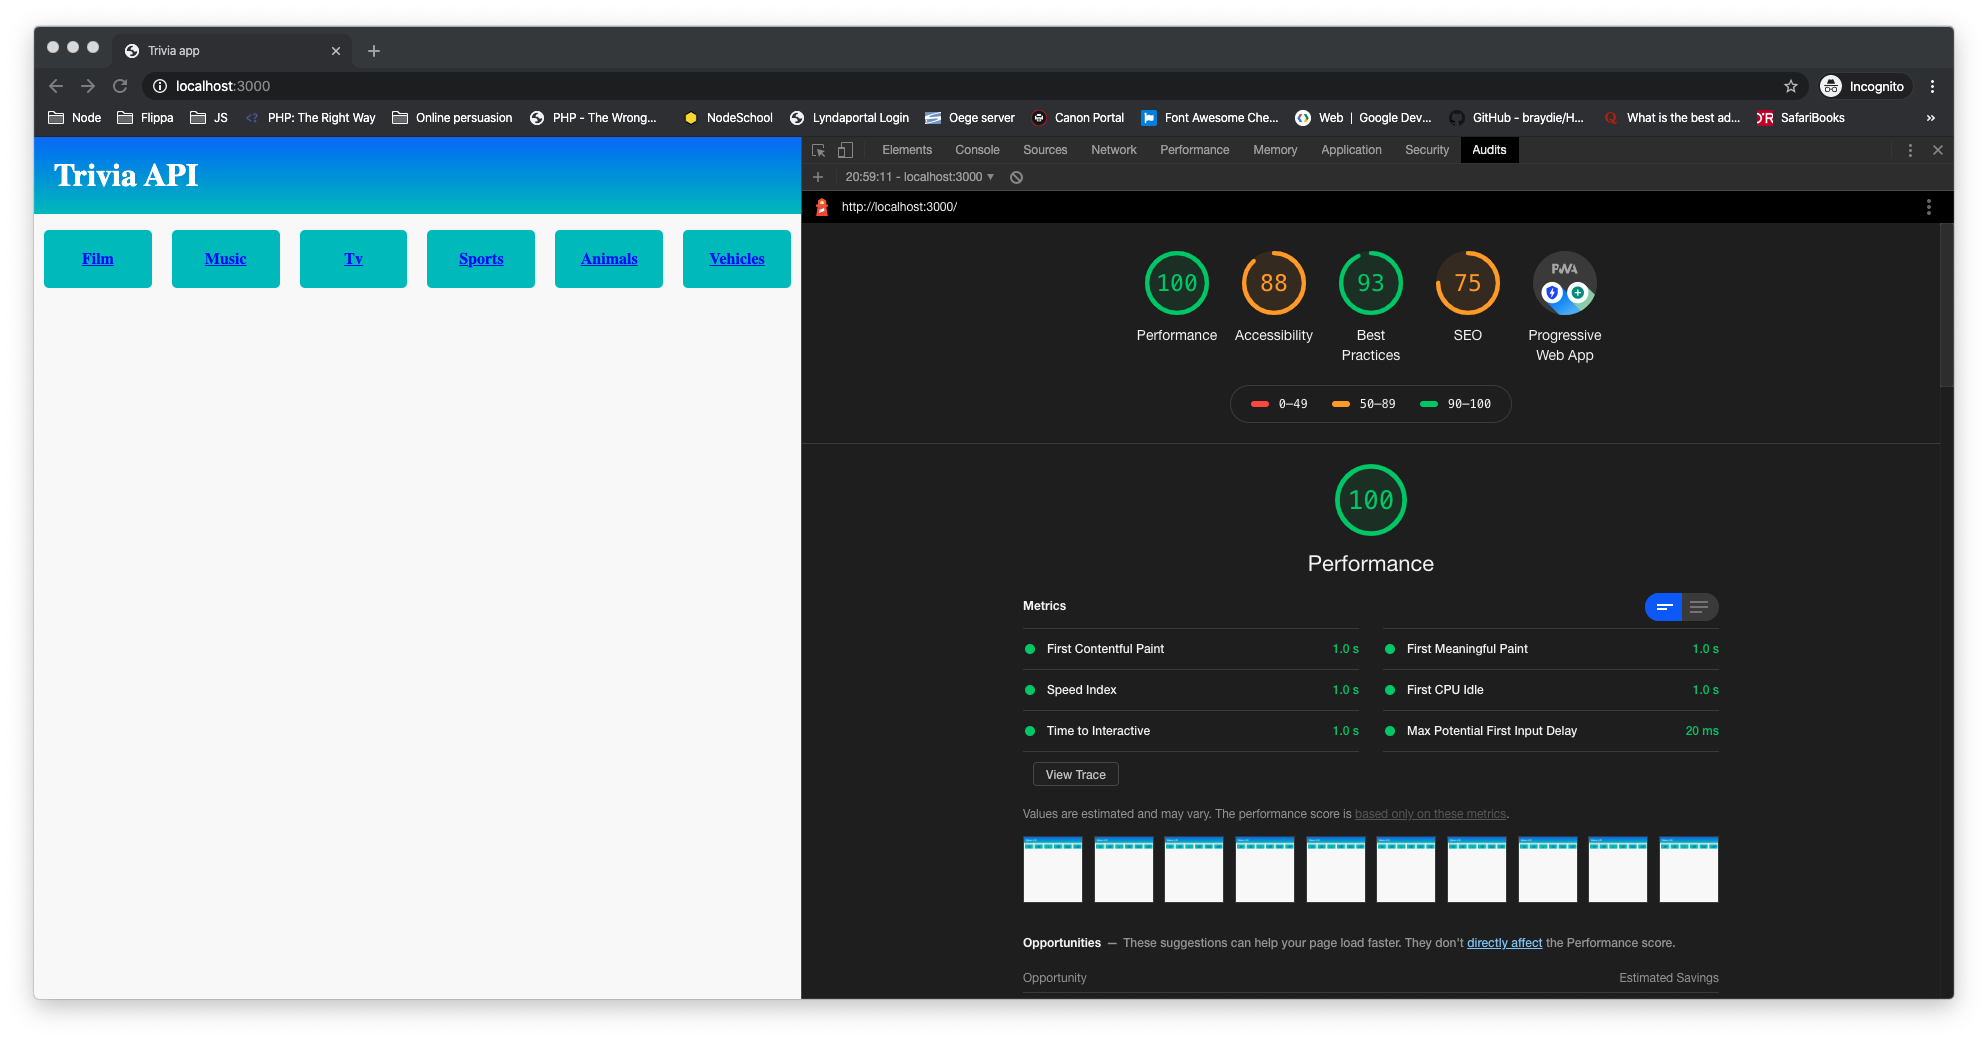 Trivia app
localhost:3000
Incognito
Node Flippa JS PHP: The Right Way Online persuasion PHP - The Wrong... NodeSchool Lyndaportal Login Oege server Canon Portal Font Awesome Che... Web | Google Dev... GitHub - braydie/H... What is the best ad... SafariBooks »
Trivia API
Film Music Tv Sports Animals Vehicles
Elements Console Sources Network Performance Memory Application Security Audits
20:59:11 - localhost:3000
http://localhost:3000/
100 88 93 75 PWA
Performance Accessibility Best Practices SEO Progressive Web App
0–49 50–89 90–100
100
Performance
Metrics
First Contentful Paint 1.0 s
First Meaningful Paint 1.0 s
Speed Index 1.0 s
First CPU Idle 1.0 s
Time to Interactive 1.0 s
Max Potential First Input Delay 20 ms
View Trace
Values are estimated and may vary. The performance score is based only on these metrics.
Opportunities — These suggestions can help your page load faster. They don't directly affect the Performance score.
Opportunity Estimated Savings